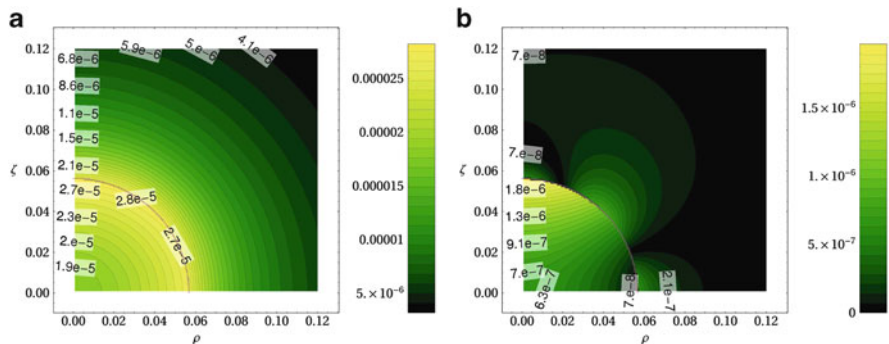 a
b
0.12
0.10
0.08
0.06
0.04
0.02
0.00
ζ
0.00 0.02 0.04 0.06 0.08 0.10 0.12
ρ
6.8e-6
5.9e-6
5.e-6
4.1e-6
8.6e-6
1.1e-5
1.5e-5
2.1e-5
2.7e-5
2.8e-5
2.3e-5
2.7e-5
2.e-5
1.9e-5
0.000025
0.00002
0.000015
0.00001
5.×10-6
0.12
0.10
0.08
0.06
0.04
0.02
0.00
ζ
0.00 0.02 0.04 0.06 0.08 0.10 0.12
ρ
7.e-8
7.e-8
1.8e-6
1.3e-6
9.1e-7
7.e-7
6.3e-7
7.e-8
2.1e-7
1.5×10-6
1.×10-6
5.×10-7
0